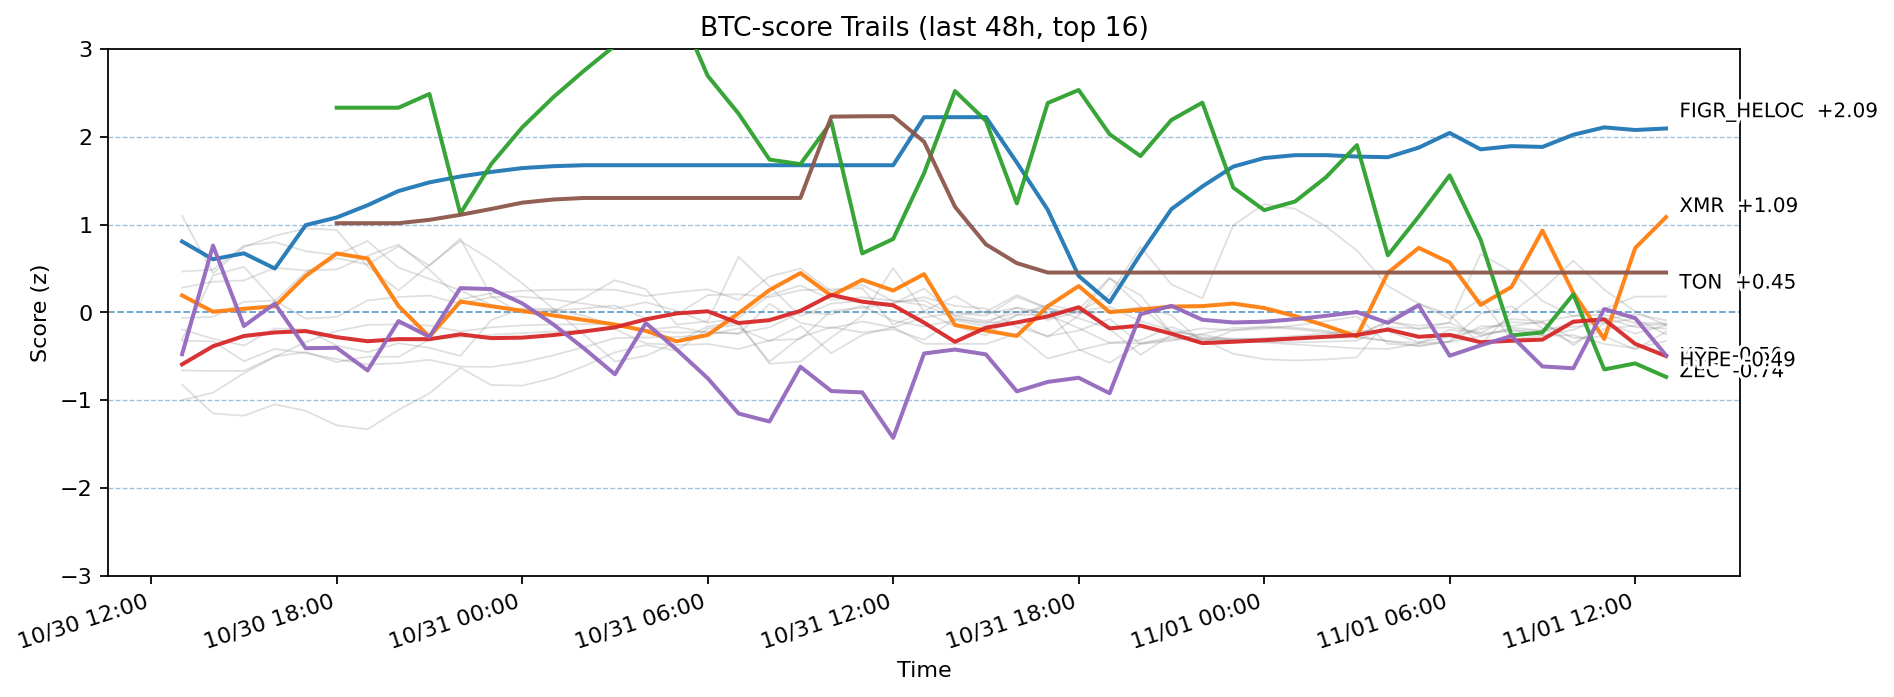 BTC-score Trails (last 48h, top 16)
Score (z)
3
2
1
0
−1
−2
−3
FIGR_HELOC +2.09
XMR +1.09
TON +0.45
HYPE -0.49
ZEC -0.74
10/30 12:00
10/30 18:00
10/31 00:00
10/31 06:00
10/31 12:00
10/31 18:00
11/01 00:00
11/01 06:00
11/01 12:00
Time